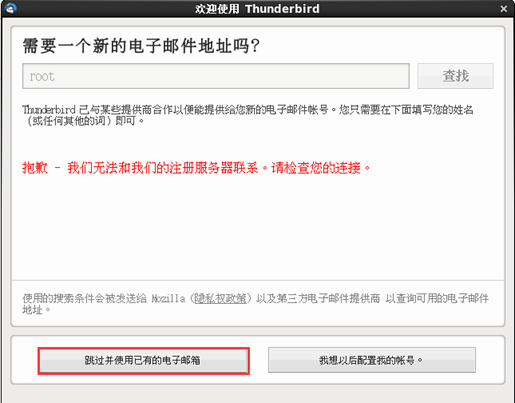 欢迎使用 Thunderbird
需要一个新的电子邮件地址吗?
root
查找
Thunderbird 已与某些提供商合作以便能提供给您新的电子邮件帐号。您只需要在下面填写您的姓名
（或任何其他的词）即可。
抱歉 - 我们无法和我们的注册服务器联系。请检查您的连接。
使用的搜索条件会被发送给 Mozilla（隐私权政策）以及第三方电子邮件提供商 以查询可用的电子邮件
地址。
跳过并使用已有的电子邮箱
我想以后配置我的帐号。